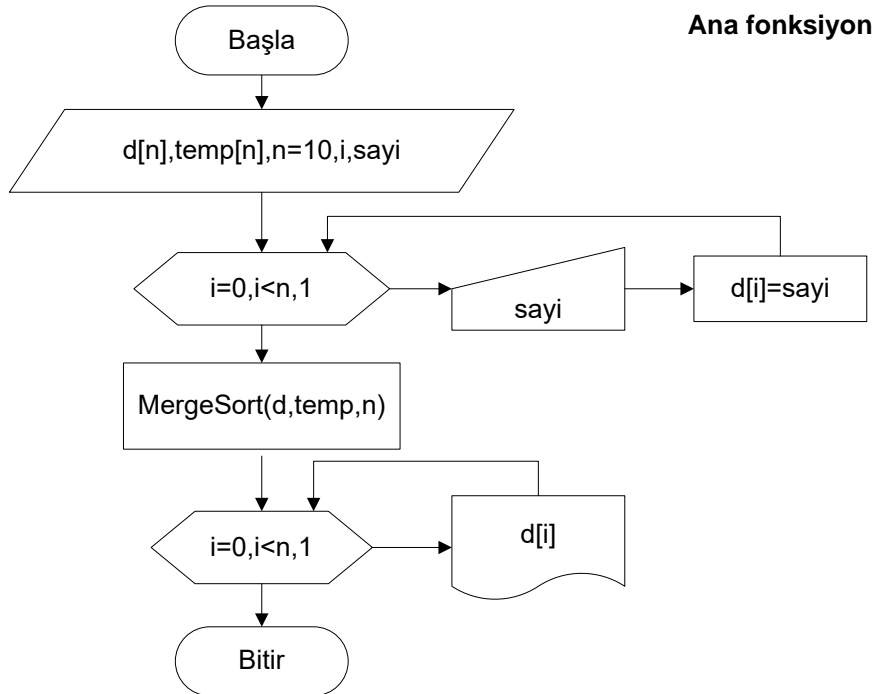 Ana fonksiyon
Başla
d[n],temp[n],n=10,i,sayi
i=0,i<n,1
sayi
d[i]=sayi
MergeSort(d,temp,n)
i=0,i<n,1
d[i]
Bitir